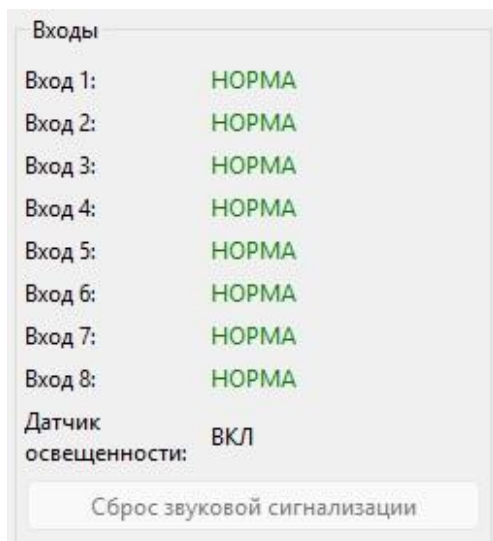 Входы
Вход 1: НОРМА
Вход 2: НОРМА
Вход 3: НОРМА
Вход 4: НОРМА
Вход 5: НОРМА
Вход 6: НОРМА
Вход 7: НОРМА
Вход 8: НОРМА
Датчик
освещенности: ВКЛ
Сброс звуковой сигнализации